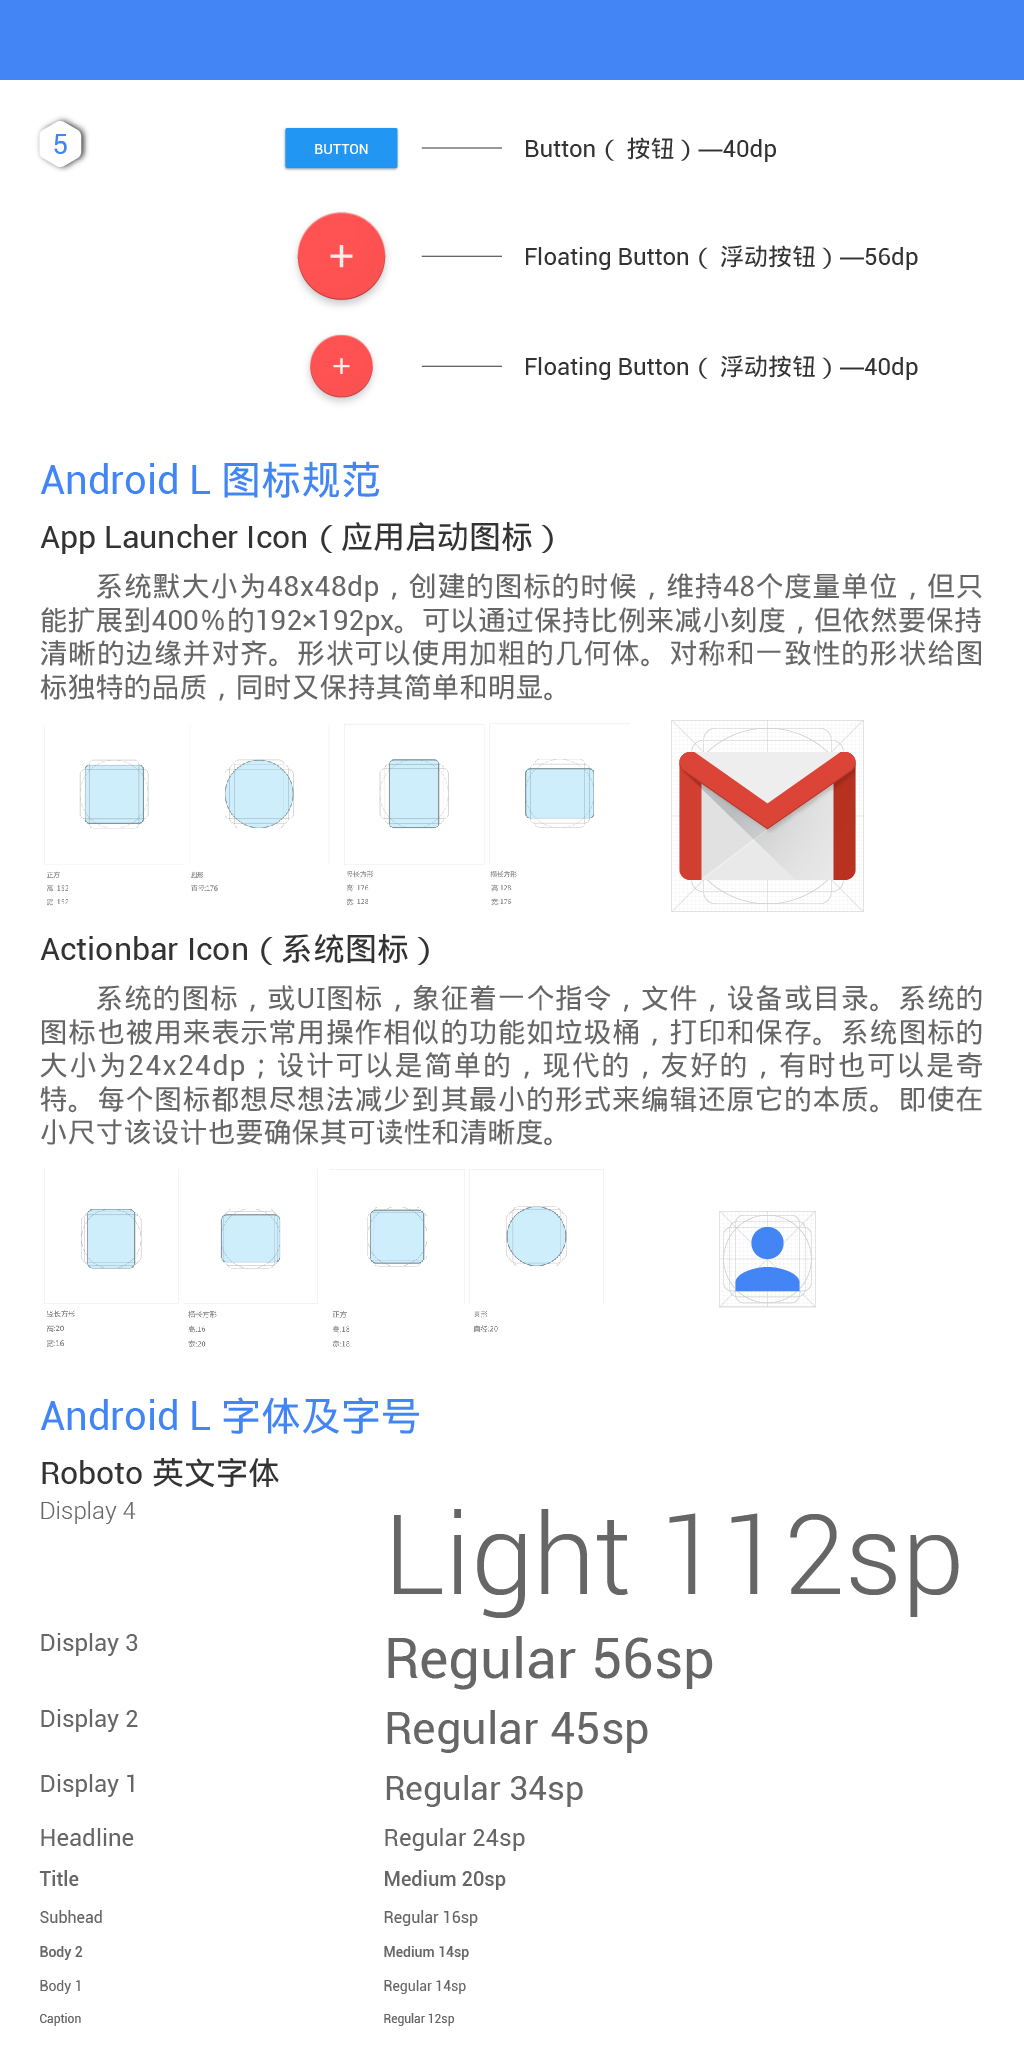 5
BUTTON
Button（按钮）—40dp
Floating Button（浮动按钮）—56dp
Floating Button（浮动按钮）—40dp
Android L 图标规范
App Launcher Icon（应用启动图标）
系统默大小为48x48dp，创建的图标的时候，维持48个度量单位，但只
能扩展到400%的192×192px。可以通过保持比例来减小刻度，但依然要保持
清晰的边缘并对齐。形状可以使用加粗的几何体。对称和一致性的形状给图
标独特的品质，同时又保持其简单和明显。
正方
高: 152
宽: 152
圆形
直径:176
竖长方形
高: 176
宽: 128
横长方形
高:128
宽:176
Actionbar Icon（系统图标）
系统的图标，或UI图标，象征着一个指令，文件，设备或目录。系统的
图标也被用来表示常用操作相似的功能如垃圾桶，打印和保存。系统图标的
大小为24x24dp；设计可以是简单的，现代的，友好的，有时也可以是奇
特。每个图标都想尽想法减少到其最小的形式来编辑还原它的本质。即使在
小尺寸该设计也要确保其可读性和清晰度。
竖长方形
高:20
宽:16
横长方形
高:16
宽:20
正方
高:18
宽:18
圆形
直径:20
Android L 字体及字号
Roboto 英文字体
Display 4
Light 112sp
Display 3
Regular 56sp
Display 2
Regular 45sp
Display 1
Regular 34sp
Headline
Regular 24sp
Title
Medium 20sp
Subhead
Regular 16sp
Body 2
Medium 14sp
Body 1
Regular 14sp
Caption
Regular 12sp